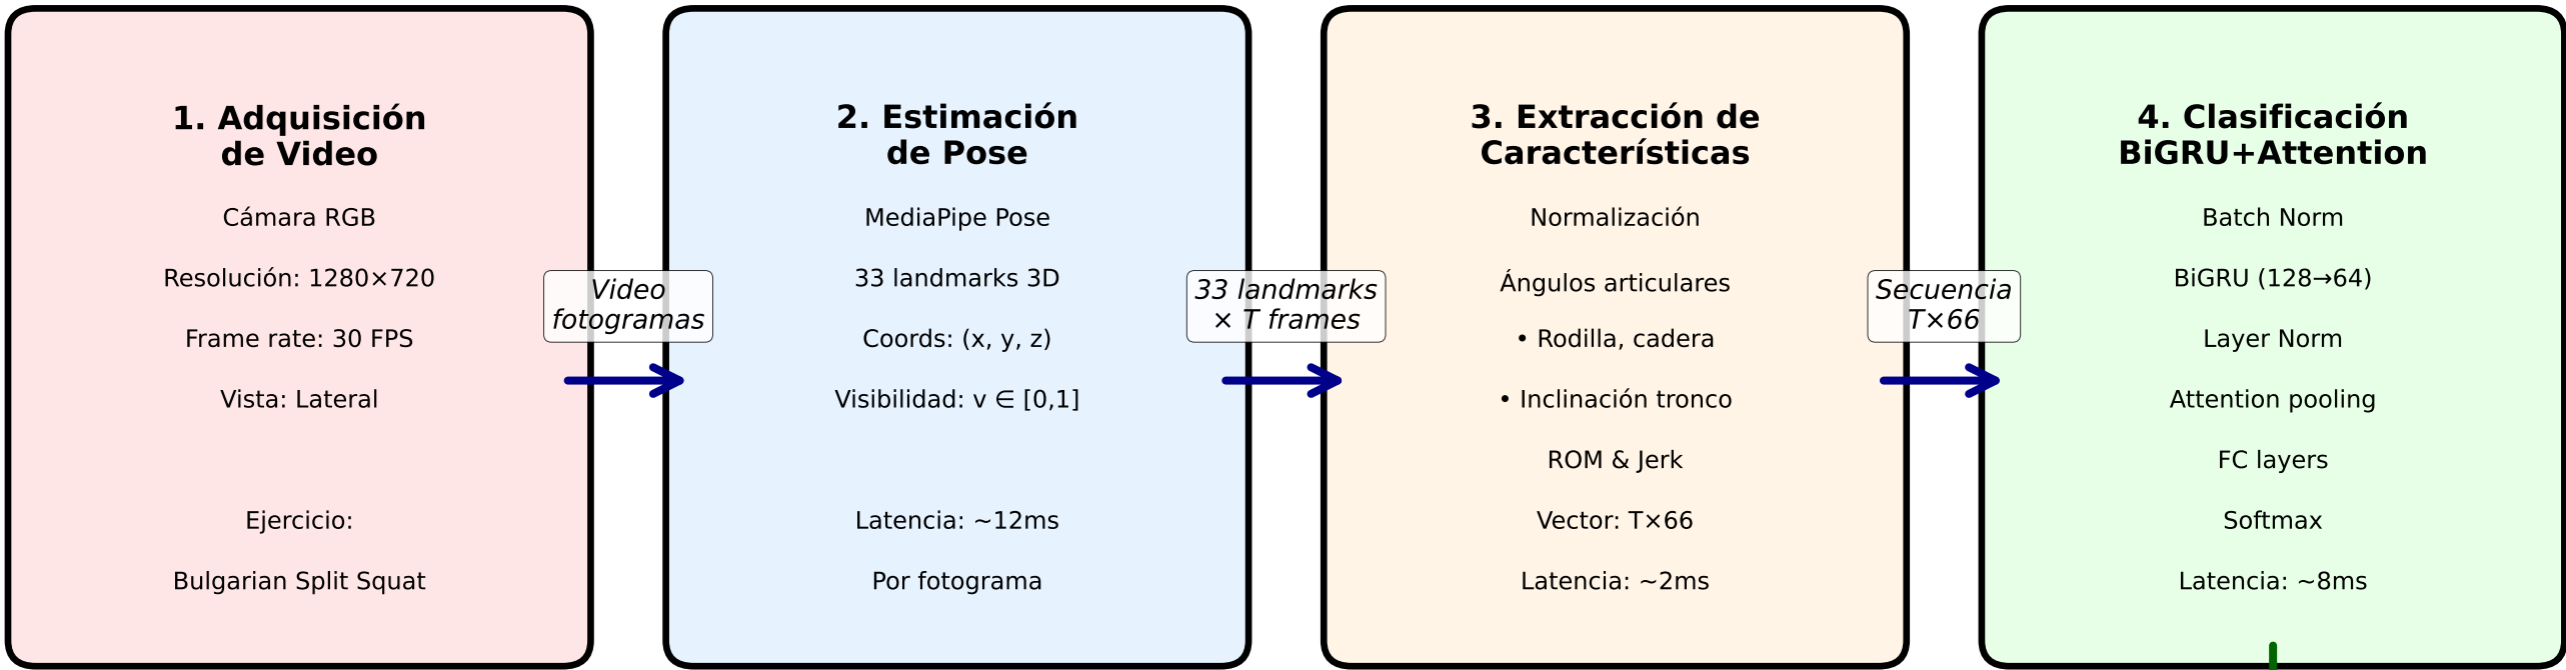 1. Adquisición
de Video
Cámara RGB
Resolución: 1280×720
Frame rate: 30 FPS
Vista: Lateral
Ejercicio:
Bulgarian Split Squat
Video
fotogramas
2. Estimación
de Pose
MediaPipe Pose
33 landmarks 3D
Coords: (x, y, z)
Visibilidad: v ∈ [0,1]
Latencia: ~12ms
Por fotograma
33 landmarks
× T frames
3. Extracción de
Características
Normalización
Ángulos articulares
• Rodilla, cadera
• Inclinación tronco
ROM & Jerk
Vector: T×66
Latencia: ~2ms
Secuencia
T×66
4. Clasificación
BiGRU+Attention
Batch Norm
BiGRU (128→64)
Layer Norm
Attention pooling
FC layers
Softmax
Latencia: ~8ms